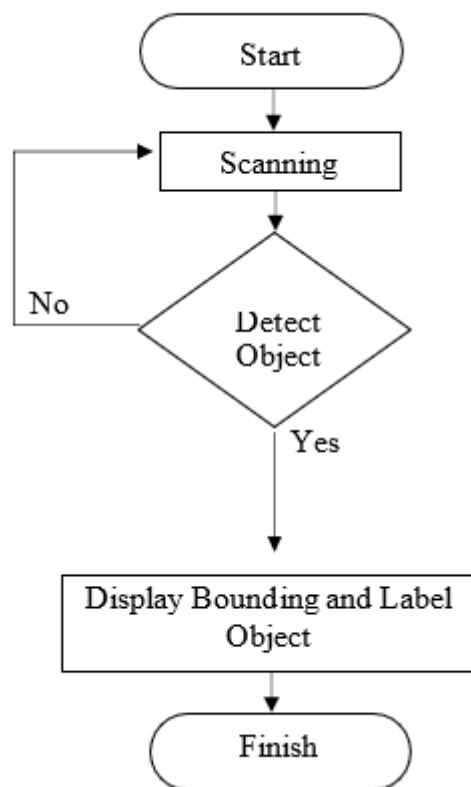 Start
Scanning
No
Detect
Object
Yes
Display Bounding and Label
Object
Finish